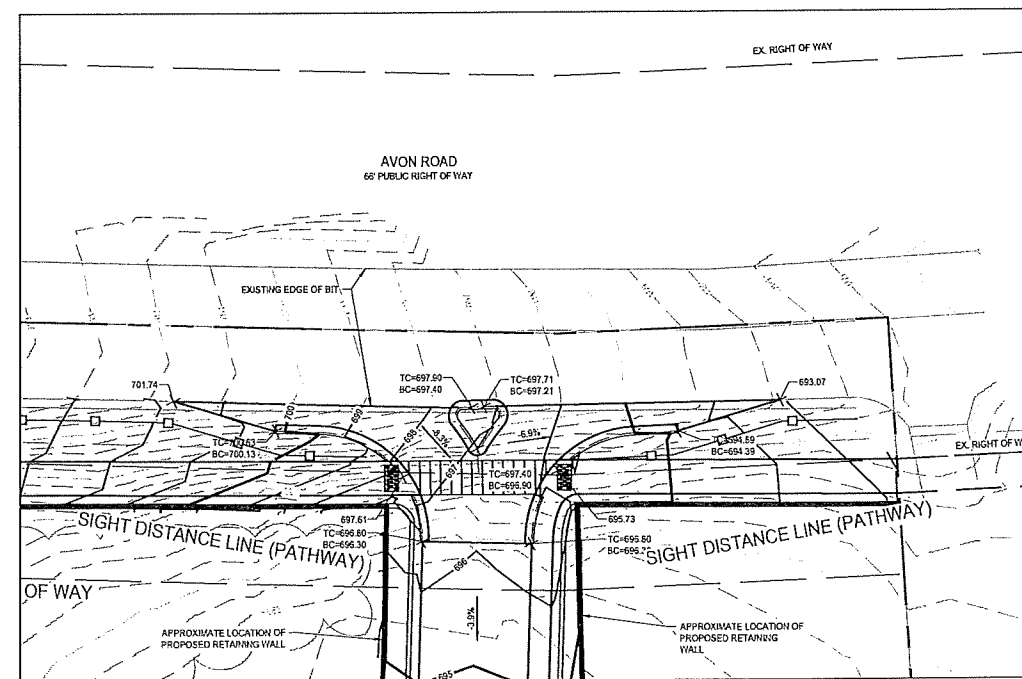 EX. RIGHT OF WAY
AVON ROAD
66' PUBLIC RIGHT OF WAY
EXISTING EDGE OF BIT
701.74
TC=697.90
BC=697.40
TC=697.71
BC=697.21
693.07
700
699
698
-8.3%
-6.9%
TC=700.63
BC=700.13
BC=694.39
EX. RIGHT OF W
697
TC=697.40
BC=696.90
697.61
TC=696.80
BC=696.30
695.73
SIGHT DISTANCE LINE (PATHWAY)
SIGHT DISTANCE LINE (PATHWAY)
696
OF WAY
-3.9%
APPROXIMATE LOCATION OF
PROPOSED RETAINING WALL
APPROXIMATE LOCATION OF
PROPOSED RETAINING
WALL
695